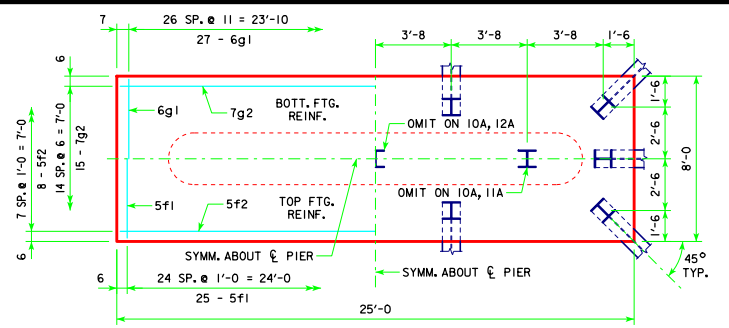 7
26 SP. @ 11 = 23'-10
27 - 6g1
3'-8
3'-8
3'-8
1'-6
6
6g1
7g2
BOTT. FTG.
REINF.
OMIT ON 10A, 12A
1'-6
2'-6
8'-0
2'-6
1'-6
7 SP. @ 1'-0 = 7'-0
8 - 5f2
14 SP. @ 6 = 7'-0
15 - 7g2
OMIT ON 10A, 11A
5f1
5f2
TOP FTG.
REINF.
6
SYMM. ABOUT ℄ PIER
SYMM. ABOUT ℄ PIER
45°
TYP.
6
24 SP. @ 1'-0 = 24'-0
25 - 5f1
25'-0